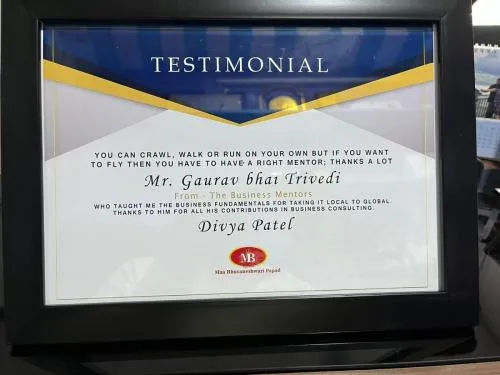 TESTIMONIAL
YOU CAN CRAWL, WALK OR RUN ON YOUR OWN BUT IF YOU WANT
TO FLY THEN YOU HAVE TO HAVE A RIGHT MENTOR; THANKS A LOT
Mr. Gaurav bhai Trivedi
From - The Business Mentors
WHO TAUGHT ME THE BUSINESS FUNDAMENTALS FOR TAKING IT LOCAL TO GLOBAL.
THANKS TO HIM FOR ALL HIS CONTRIBUTIONS IN BUSINESS CONSULTING.
Divya Patel
MB
Maa Bhuvaneshwari Papad